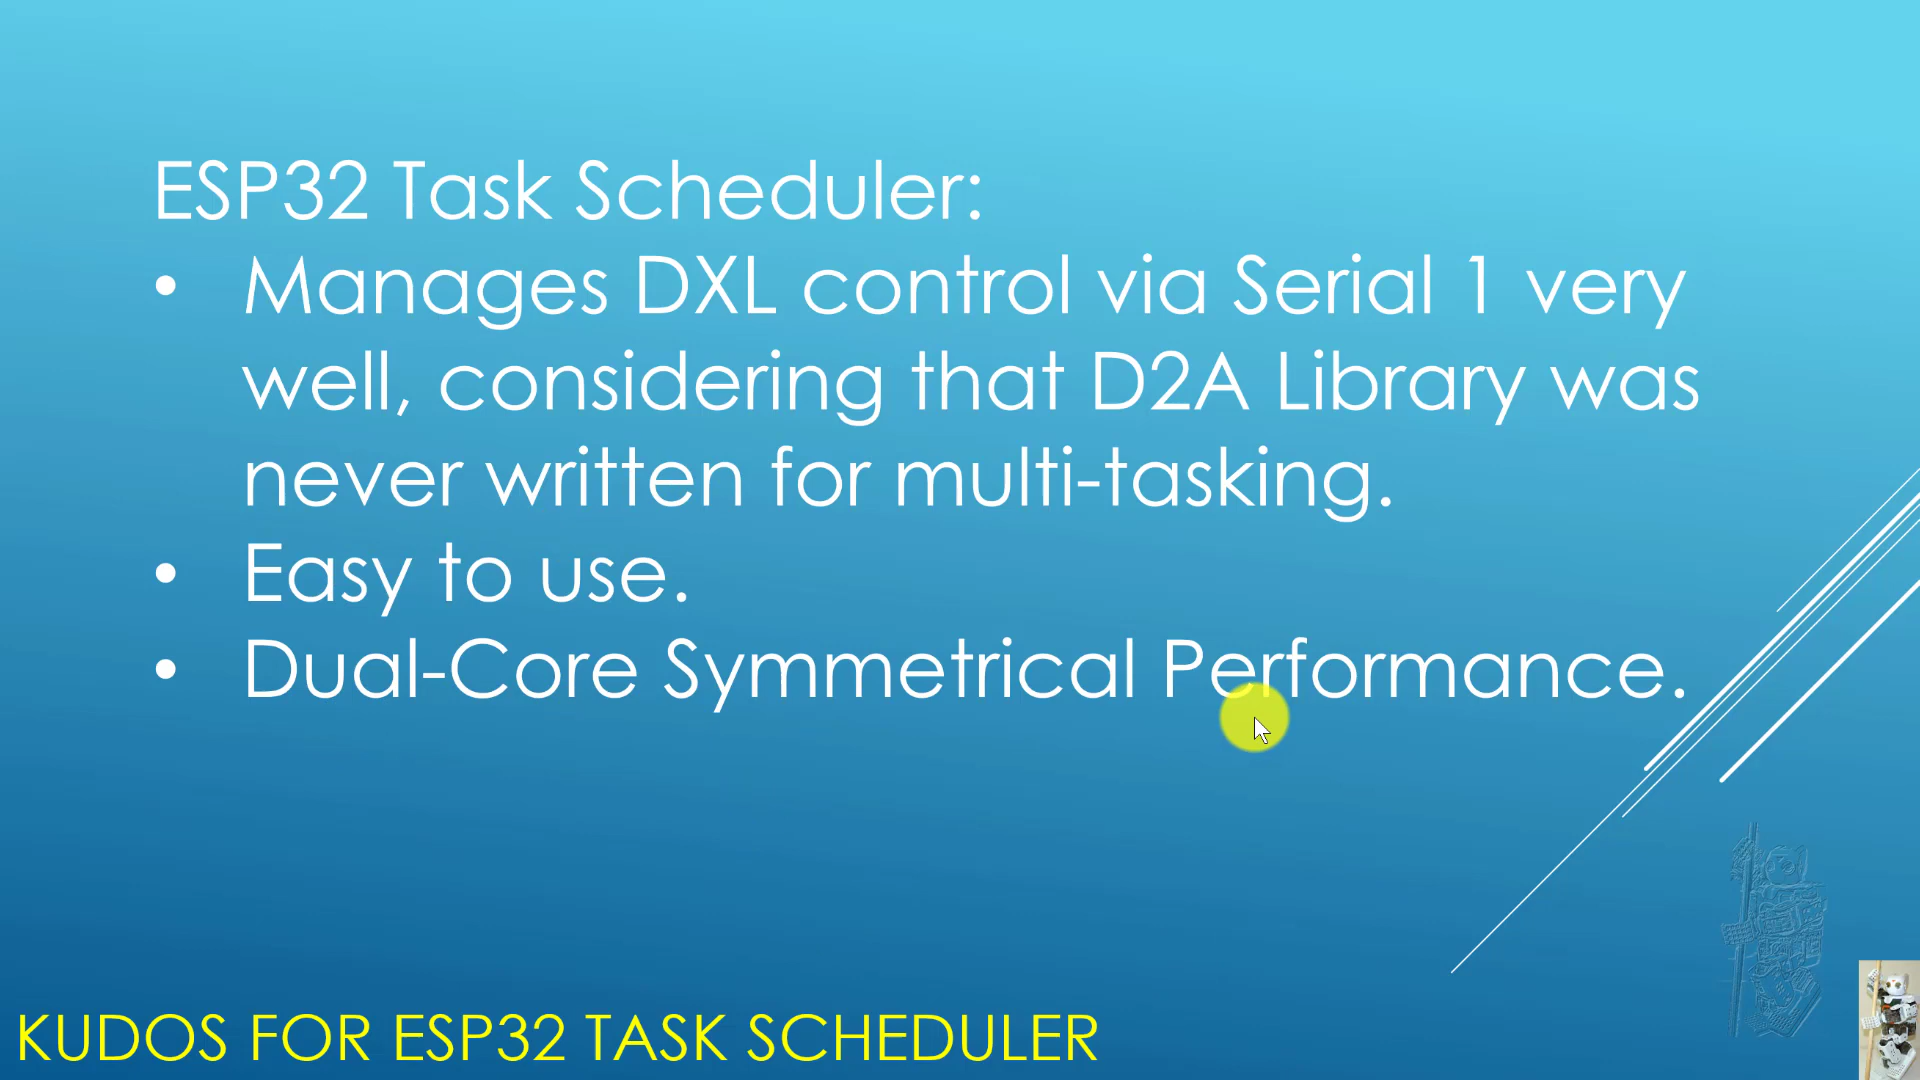 ESP32 Task Scheduler:
• Manages DXL control via Serial 1 very
well, considering that D2A Library was
never written for multi-tasking.
• Easy to use.
• Dual-Core Symmetrical Performance.
KUDOS FOR ESP32 TASK SCHEDULER